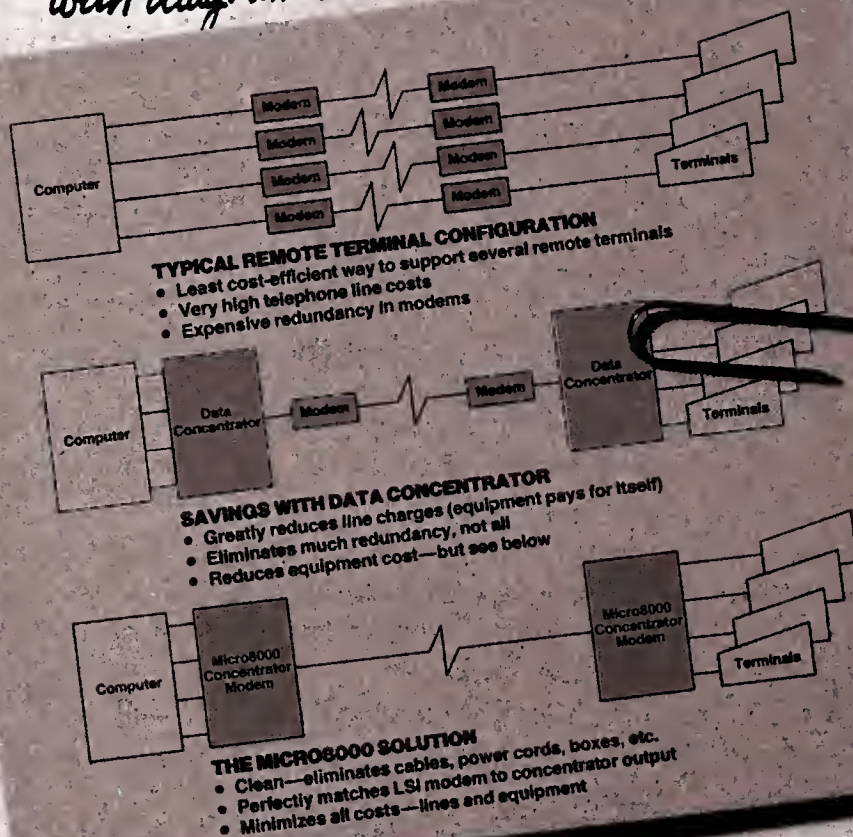 with
Modem Modem
Modem Modem
Modem Modem
Modem Modem
Computer
Terminals
TYPICAL REMOTE TERMINAL CONFIGURATION
• Least cost-efficient way to support several remote terminals
• Very high telephone line costs
• Expensive redundancy in modems
Computer
Data
Concentrator
Modem
Modem
Data
Concentrator
Terminals
SAVINGS WITH DATA CONCENTRATOR
• Greatly reduces line charges (equipment pays for itself)
• Eliminates much redundancy, not all
• Reduces equipment cost—but see below
Computer
Micro8000
Concentrator
Modem
Micro8000
Concentrator
Modem
Terminals
THE MICRO8000 SOLUTION
• Clean—eliminates cables, power cords, boxes, etc.
• Perfectly matches LSI modem to concentrator output
• Minimizes all costs—lines and equipment